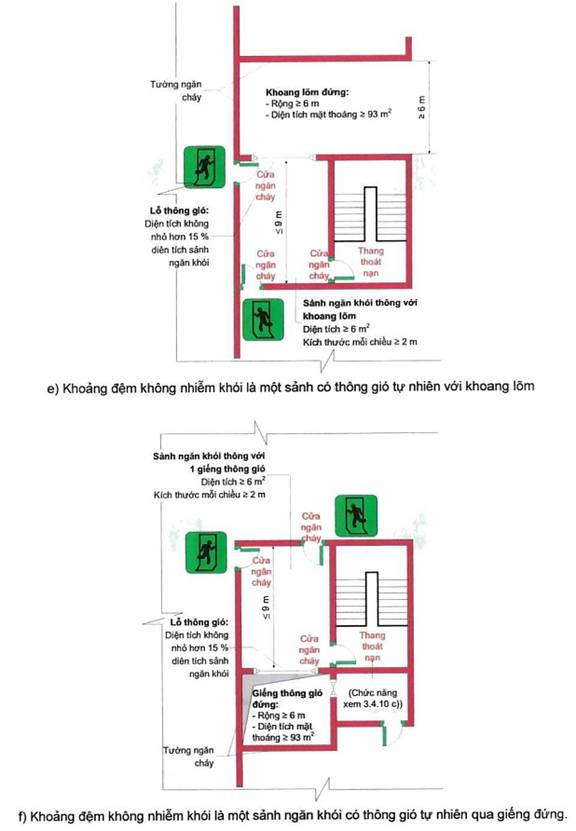 Tường ngăn
cháy
Khoang lõm đứng:
- Rộng ≥ 6 m
- Diện tích mặt thoáng ≥ 93 m²
≥ 6 m
Cửa
ngăn
cháy
Lỗ thông gió:
Diện tích không
nhỏ hơn 15 %
diên tích sảnh
ngăn khói
≤ 9 m
Cửa
ngăn
cháy
Cửa
ngăn
cháy
Thang
thoát
nạn
Sảnh ngăn khói thông với
khoang lõm
Diện tích ≥ 6 m²
Kích thước mỗi chiều ≥ 2 m
e) Khoảng đệm không nhiễm khói là một sảnh có thông gió tự nhiên với khoang lõm
Sảnh ngăn khói thông với
1 giếng thông gió
Diện tích ≥ 6 m²
Kích thước mỗi chiều ≥ 2 m
Cửa
ngăn
cháy
Cửa
ngăn
cháy
≤ 9 m
Lỗ thông gió:
Diện tích không
nhỏ hơn 15 %
diên tích sảnh
ngăn khói
Cửa
ngăn
cháy
Thang
thoát
nạn
Giếng thông gió
đứng:
- Rộng ≥ 6 m
- Diện tích mặt
thoáng ≥ 93 m²
(Chức năng
xem 3.4.10 c))
Tường ngăn
cháy
f) Khoảng đệm không nhiễm khói là một sảnh ngăn khói có thông gió tự nhiên qua giếng đứng.